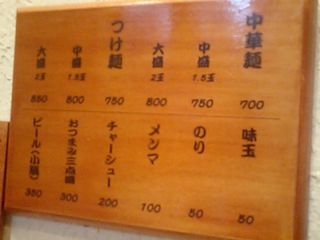 中華麺 700
中盛 1.5玉 750
大盛 2玉 800
つけ麺 750
中盛 1.5玉 800
大盛 2玉 850
味玉 50
のり 50
メンマ 100
チャーシュー 200
おつまみ三点盛 300
ビール(小瓶) 350